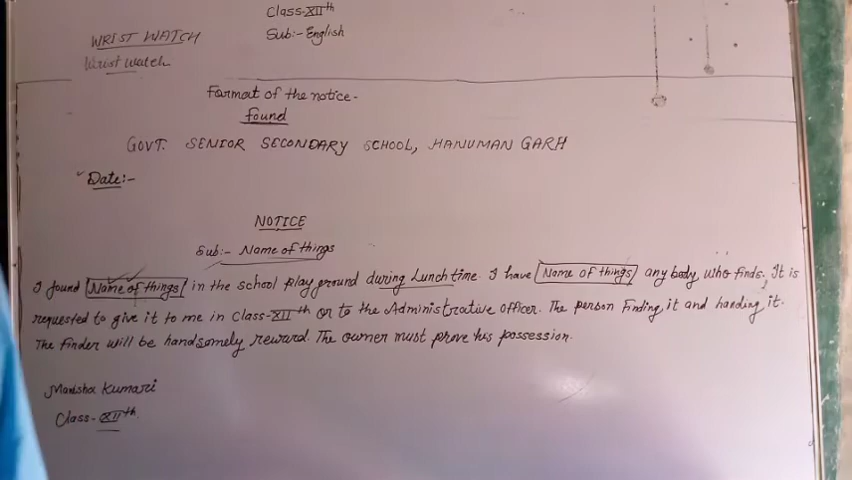 Class-XIIth
Sub:- English
WRIST WATCH
Wrist watch
Format of the notice-
found
GOVT. SENIOR SECONDARY SCHOOL, HANUMAN GARH
Date:-
NOTICE
Sub:- Name of things
I found Name of things in the school play ground during Lunch time. I have Name of things any body who finds. It is
requested to give it to me in class-XIIth or to the Administrative officer. The person Finding it and handing it.
The finder will be handsomely reward. The owner must prove his possession.
Manisha Kumari
Class-XIIth